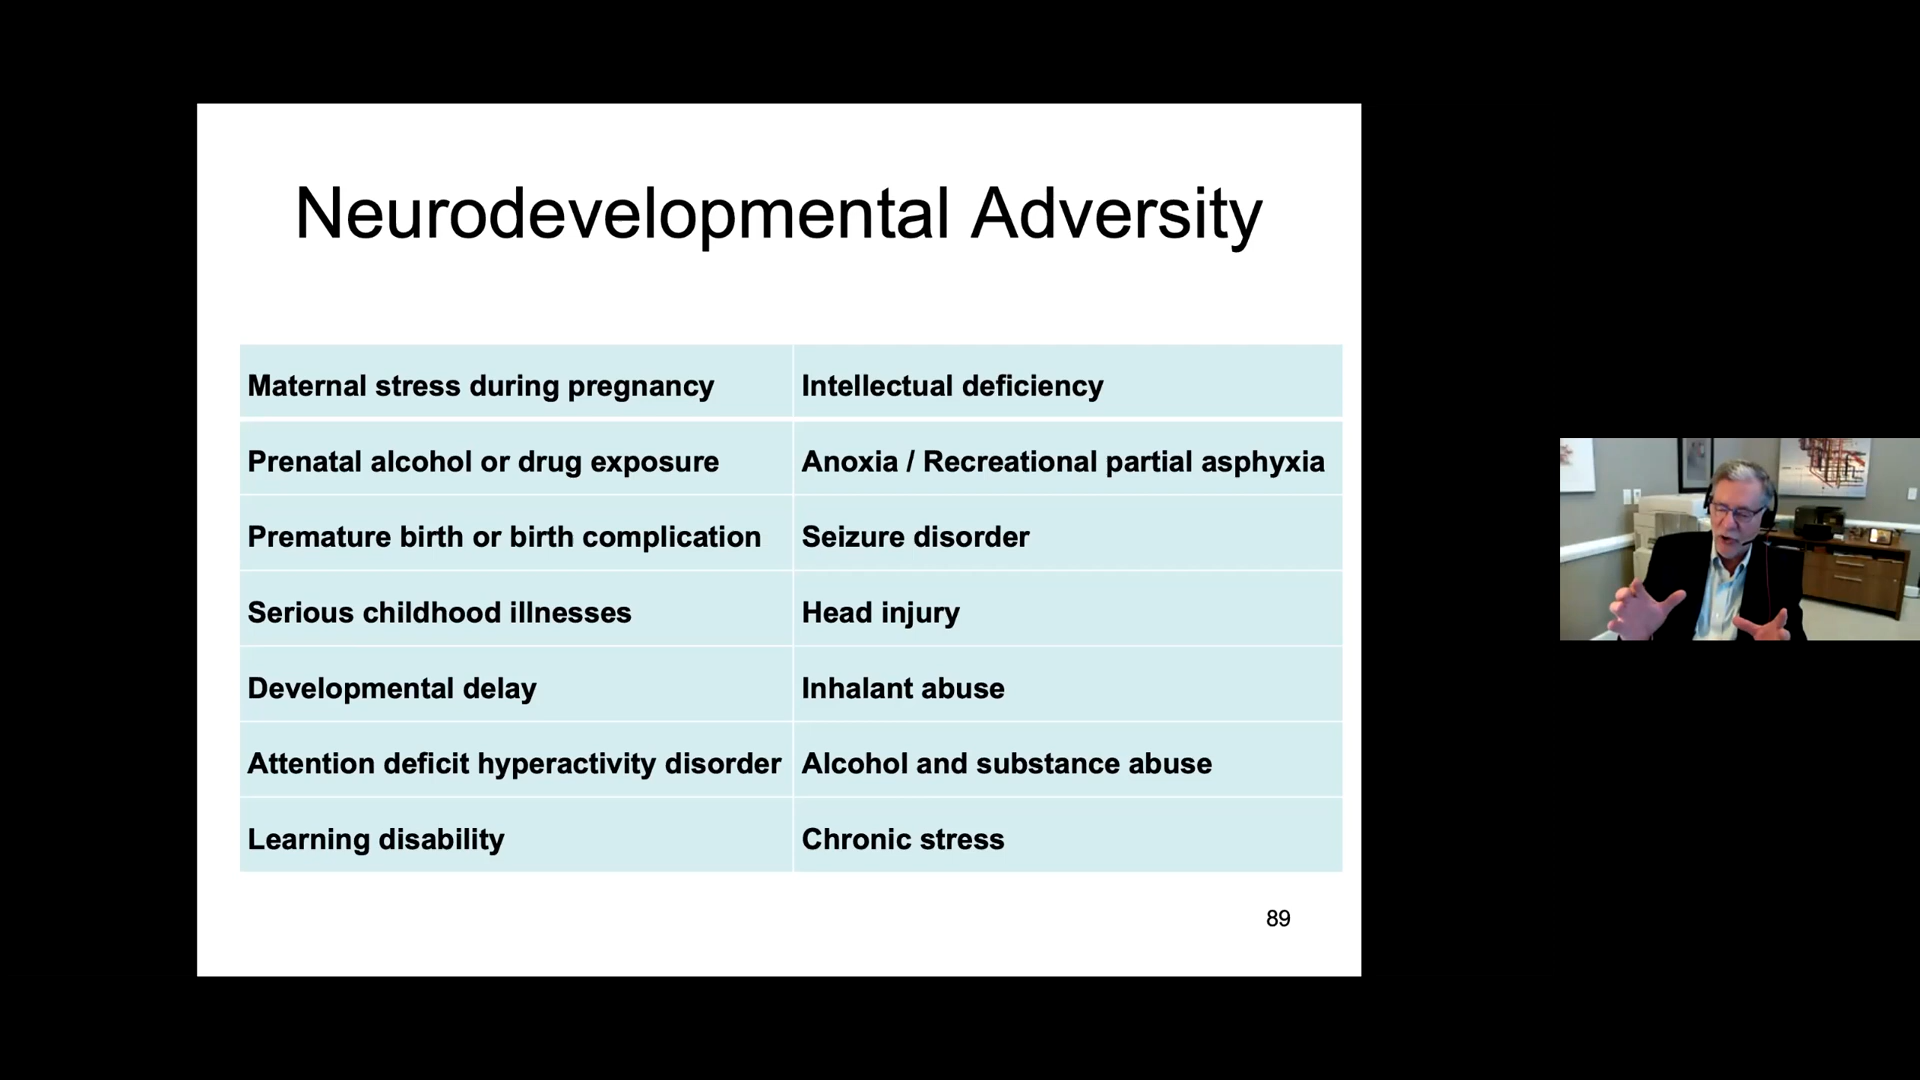 Neurodevelopmental Adversity
Maternal stress during pregnancy
Intellectual deficiency
Prenatal alcohol or drug exposure
Anoxia / Recreational partial asphyxia
Premature birth or birth complication
Seizure disorder
Serious childhood illnesses
Head injury
Developmental delay
Inhalant abuse
Attention deficit hyperactivity disorder
Alcohol and substance abuse
Learning disability
Chronic stress
89